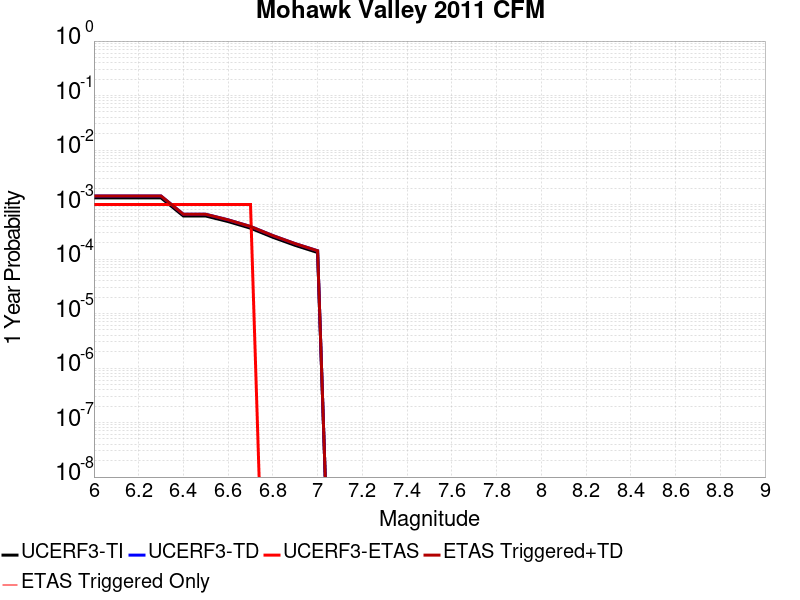 Mohawk Valley 2011 CFM
10^0
10^-1
10^-2
10^-3
10^-4
10^-5
10^-6
10^-7
10^-8
1 Year Probability
6 6.2 6.4 6.6 6.8 7 7.2 7.4 7.6 7.8 8 8.2 8.4 8.6 8.8 9
Magnitude
UCERF3-TI UCERF3-TD UCERF3-ETAS ETAS Triggered+TD
ETAS Triggered Only